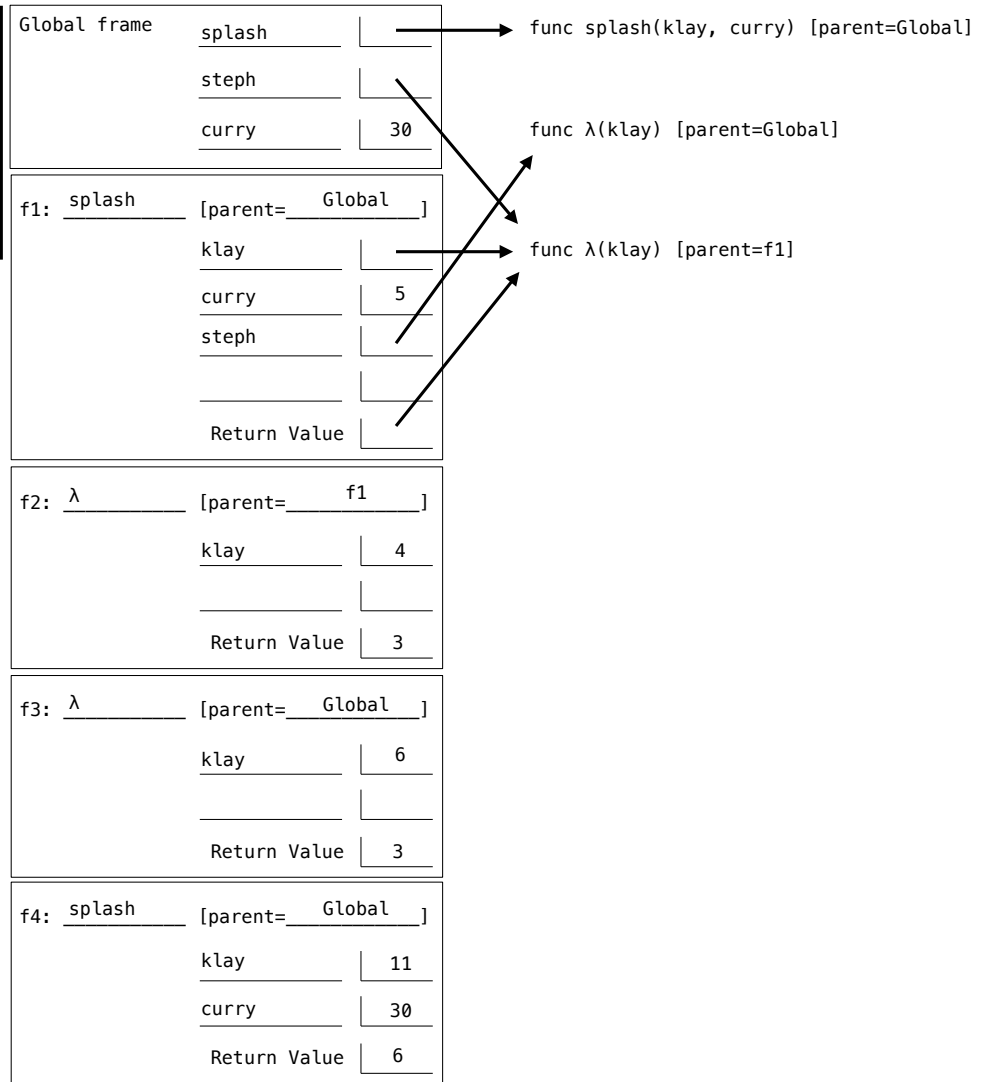 Global frame
splash
func splash(klay, curry) [parent=Global]
steph
curry 30
func λ(klay) [parent=Global]
f1: splash [parent=Global]
klay
func λ(klay) [parent=f1]
curry 5
steph
Return Value
f2: λ [parent=f1]
klay 4
Return Value 3
f3: λ [parent=Global]
klay 6
Return Value 3
f4: splash [parent=Global]
klay 11
curry 30
Return Value 6